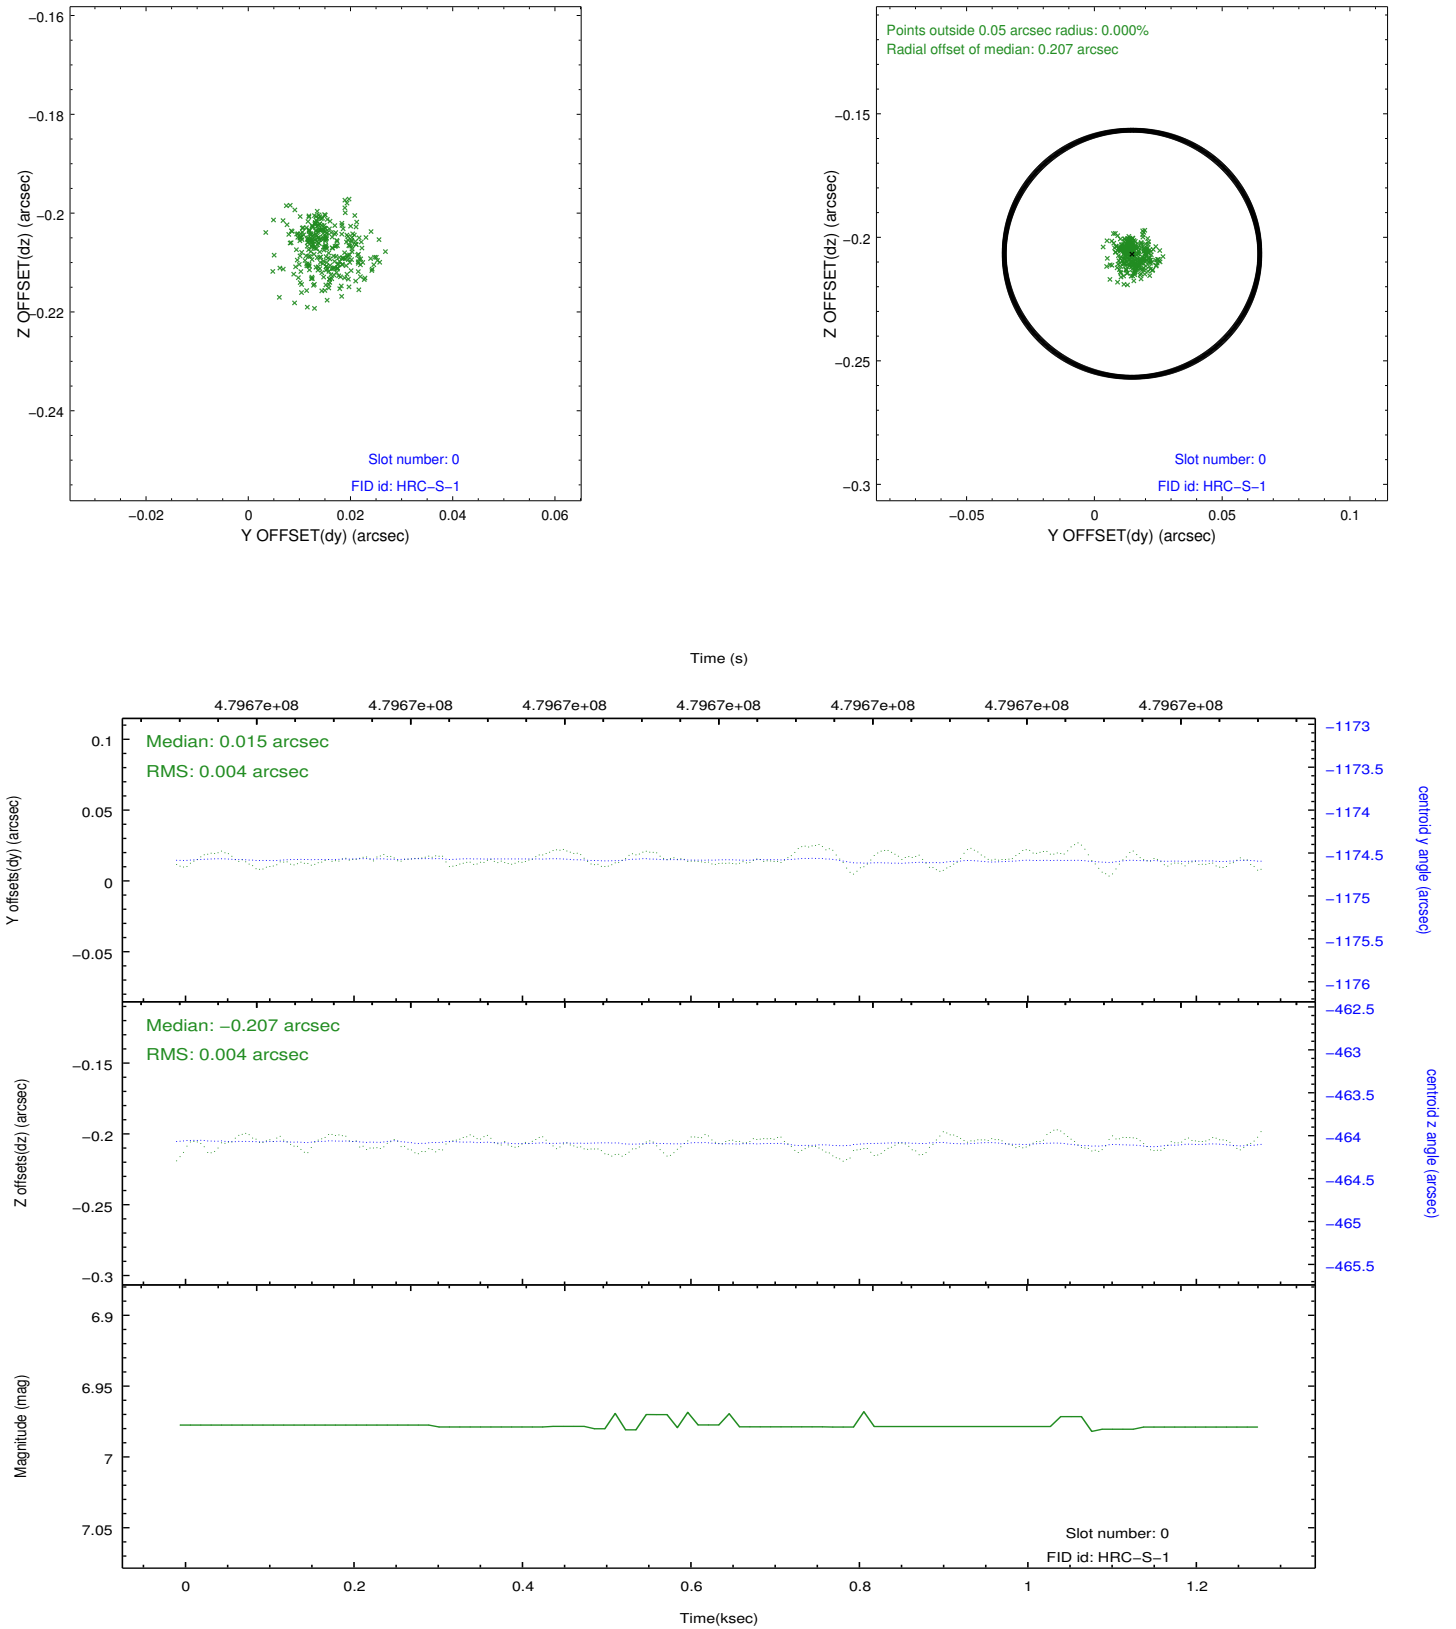 −0.16
−0.18
−0.2
−0.22
−0.24
Z OFFSET(dz) (arcsec)
Slot number: 0
FID id: HRC−S−1
−0.02
0
0.02
0.04
0.06
Y OFFSET(dy) (arcsec)
Points outside 0.05 arcsec radius: 0.000%
Radial offset of median: 0.207 arcsec
−0.15
−0.2
−0.25
−0.3
Z OFFSET(dz) (arcsec)
Slot number: 0
FID id: HRC−S−1
−0.05
0
0.05
0.1
Y OFFSET(dy) (arcsec)
Time (s)
4.7967e+08 4.7967e+08 4.7967e+08 4.7967e+08 4.7967e+08 4.7967e+08 4.7967e+08
Median: 0.015 arcsec
RMS: 0.004 arcsec
0.1
0.05
0
−0.05
Y offsets(dy) (arcsec)
−1173
−1173.5
−1174
−1174.5
−1175
−1175.5
−1176
centroid y angle (arcsec)
Median: −0.207 arcsec
RMS: 0.004 arcsec
−0.15
−0.2
−0.25
−0.3
Z offsets(dz) (arcsec)
−462.5
−463
−463.5
−464
−464.5
−465
−465.5
centroid z angle (arcsec)
6.9
6.95
7
7.05
Magnitude (mag)
Slot number: 0
FID id: HRC−S−1
0
0.2
0.4
0.6
0.8
1
1.2
Time(ksec)